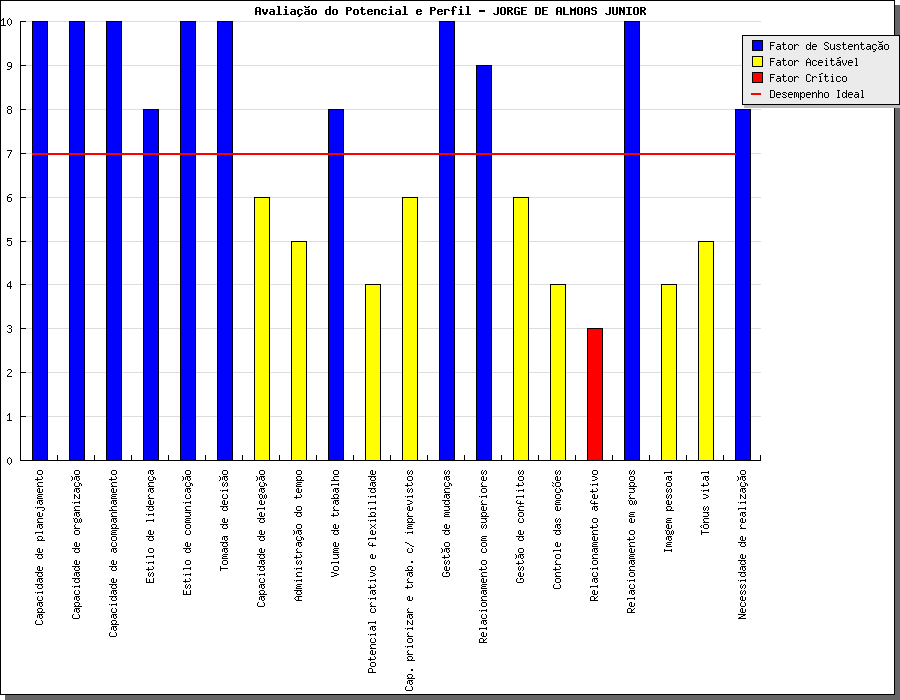 Avaliação do Potencial e Perfil - JORGE DE ALMOAS JUNIOR
Fator de Sustentação
Fator Aceitável
Fator Crítico
Desempenho Ideal
10
9
8
7
6
5
4
3
2
1
0
Capacidade de planejamento
Capacidade de organização
Capacidade de acompanhamento
Estilo de liderança
Estilo de comunicação
Tomada de decisão
Capacidade de delegação
Administração do tempo
Volume de trabalho
Potencial criativo e flexibilidade
Cap. priorizar e trab. c/ imprevistos
Gestão de mudanças
Relacionamento com superiores
Gestão de conflitos
Controle das emoções
Relacionamento afetivo
Relacionamento em grupos
Imagem pessoal
Tônus vital
Necessidade de realização